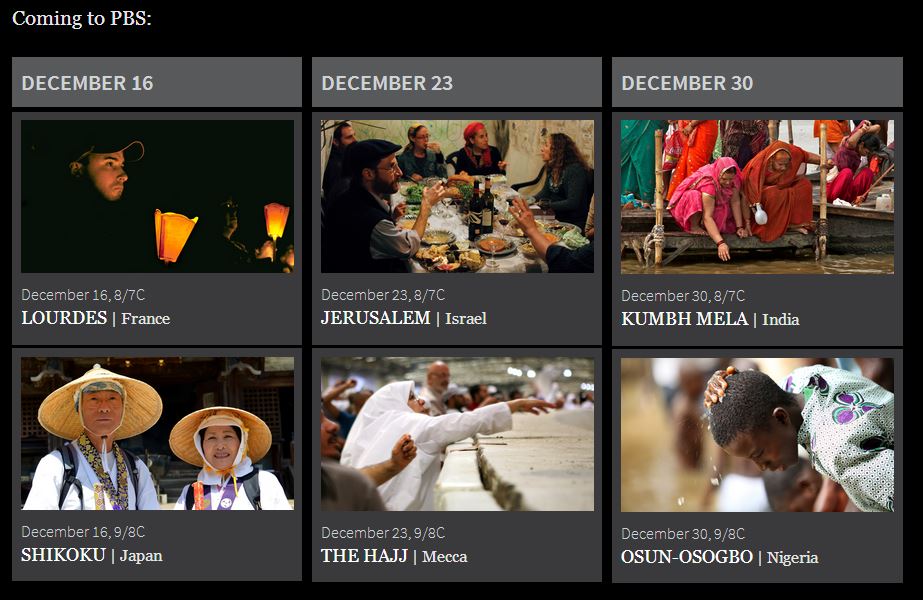 Coming to PBS:
DECEMBER 16
December 16, 8/7C
LOURDES | France
December 16, 9/8C
SHIKOKU | Japan
DECEMBER 23
December 23, 8/7C
JERUSALEM | Israel
December 23, 9/8C
THE HAJJ | Mecca
DECEMBER 30
December 30, 8/7C
KUMBH MELA | India
December 30, 9/8C
OSUN-OSOGBO | Nigeria